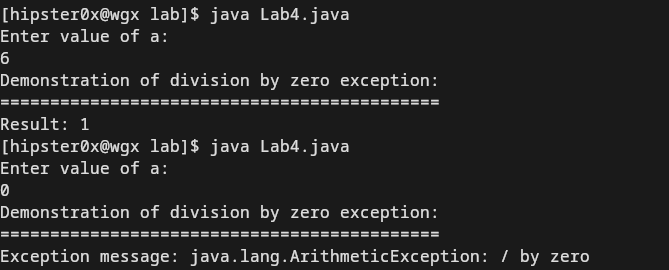 [hipster0x@wgx lab]$ java Lab4.java
Enter value of a:
6
Demonstration of division by zero exception:
============================================
Result: 1
[hipster0x@wgx lab]$ java Lab4.java
Enter value of a:
0
Demonstration of division by zero exception:
============================================
Exception message: java.lang.ArithmeticException: / by zero